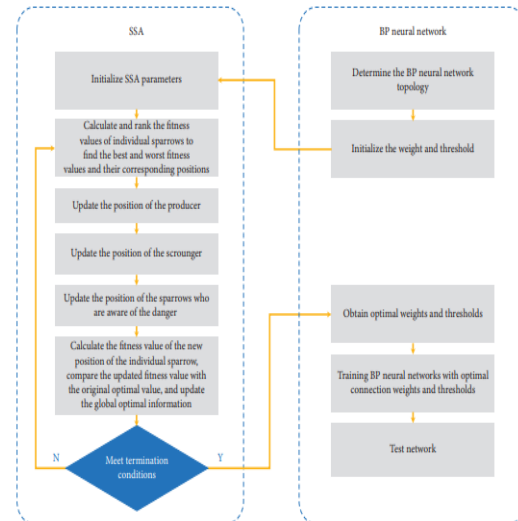 SSA
Initialize SSA parameters
Calculate and rank the fitness
values of individual sparrows to
find the best and worst fitness
values and their corresponding positions
Update the position of the producer
Update the position of the scrounger
Update the position of the sparrows who
are aware of the danger
Calculate the fitness value of the new
position of the individual sparrow,
compare the updated fitness value with
the original optimal value, and update
the global optimal information
N
Meet termination
conditions
Y
BP neural network
Determine the BP neural network
topology
Initialize the weight and threshold
Obtain optimal weights and thresholds
Training BP neural networks with optimal
connection weights and thresholds
Test network